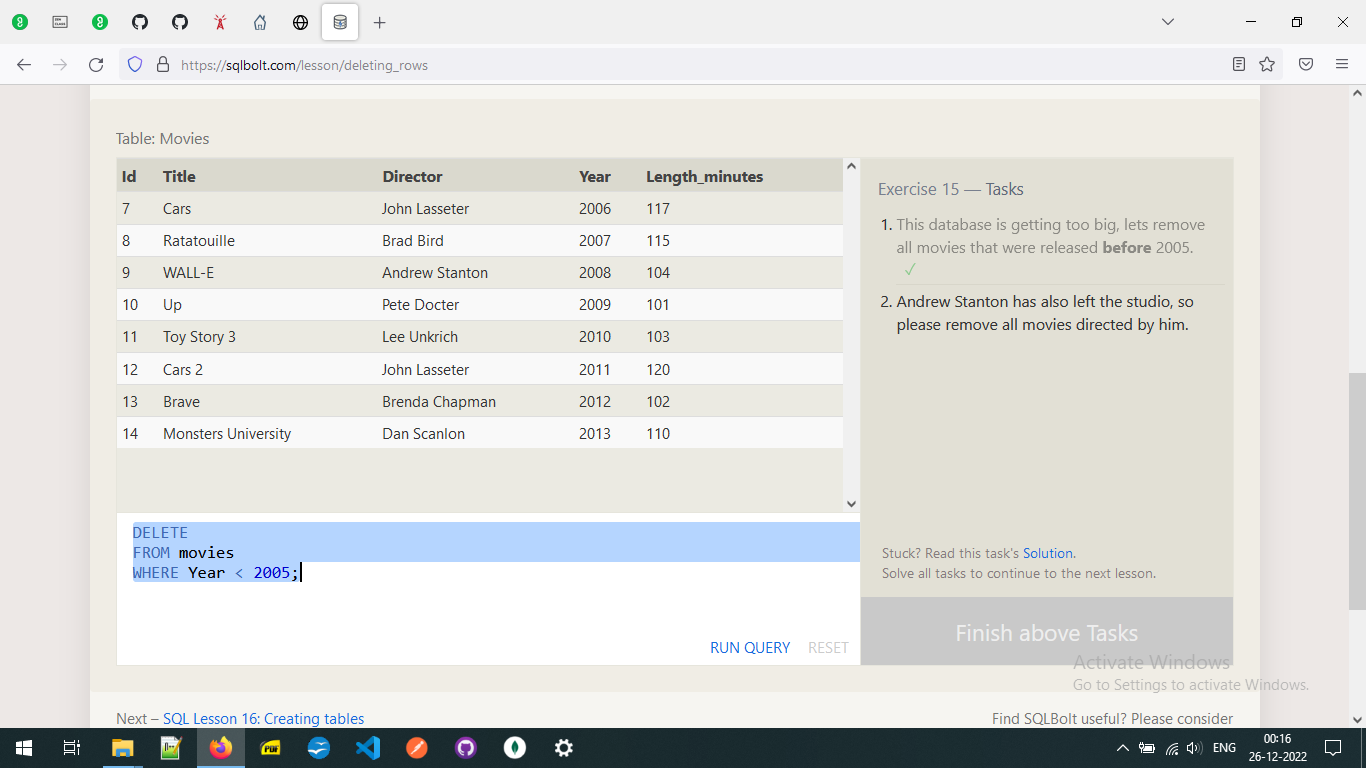 https://sqlbolt.com/lesson/deleting_rows
Table: Movies
Id Title Director Year Length_minutes
7 Cars John Lasseter 2006 117
8 Ratatouille Brad Bird 2007 115
9 WALL-E Andrew Stanton 2008 104
10 Up Pete Docter 2009 101
11 Toy Story 3 Lee Unkrich 2010 103
12 Cars 2 John Lasseter 2011 120
13 Brave Brenda Chapman 2012 102
14 Monsters University Dan Scanlon 2013 110
DELETE
FROM movies
WHERE Year < 2005;
RUN QUERY RESET
Exercise 15 — Tasks
1. This database is getting too big, lets remove
all movies that were released before 2005.
✓
2. Andrew Stanton has also left the studio, so
please remove all movies directed by him.
Stuck? Read this task's Solution.
Solve all tasks to continue to the next lesson.
Finish above Tasks
Activate Windows
Go to Settings to activate Windows.
Next – SQL Lesson 16: Creating tables
Find SQLBolt useful? Please consider
PDF
ENG
00:16
26-12-2022